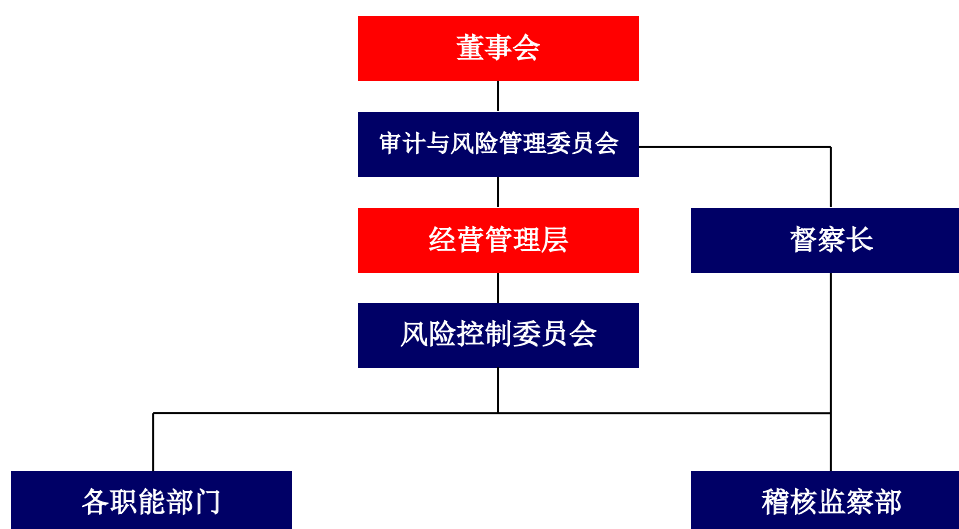 董事会
审计与风险管理委员会
经营管理层
督察长
风险控制委员会
各职能部门
稽核监察部